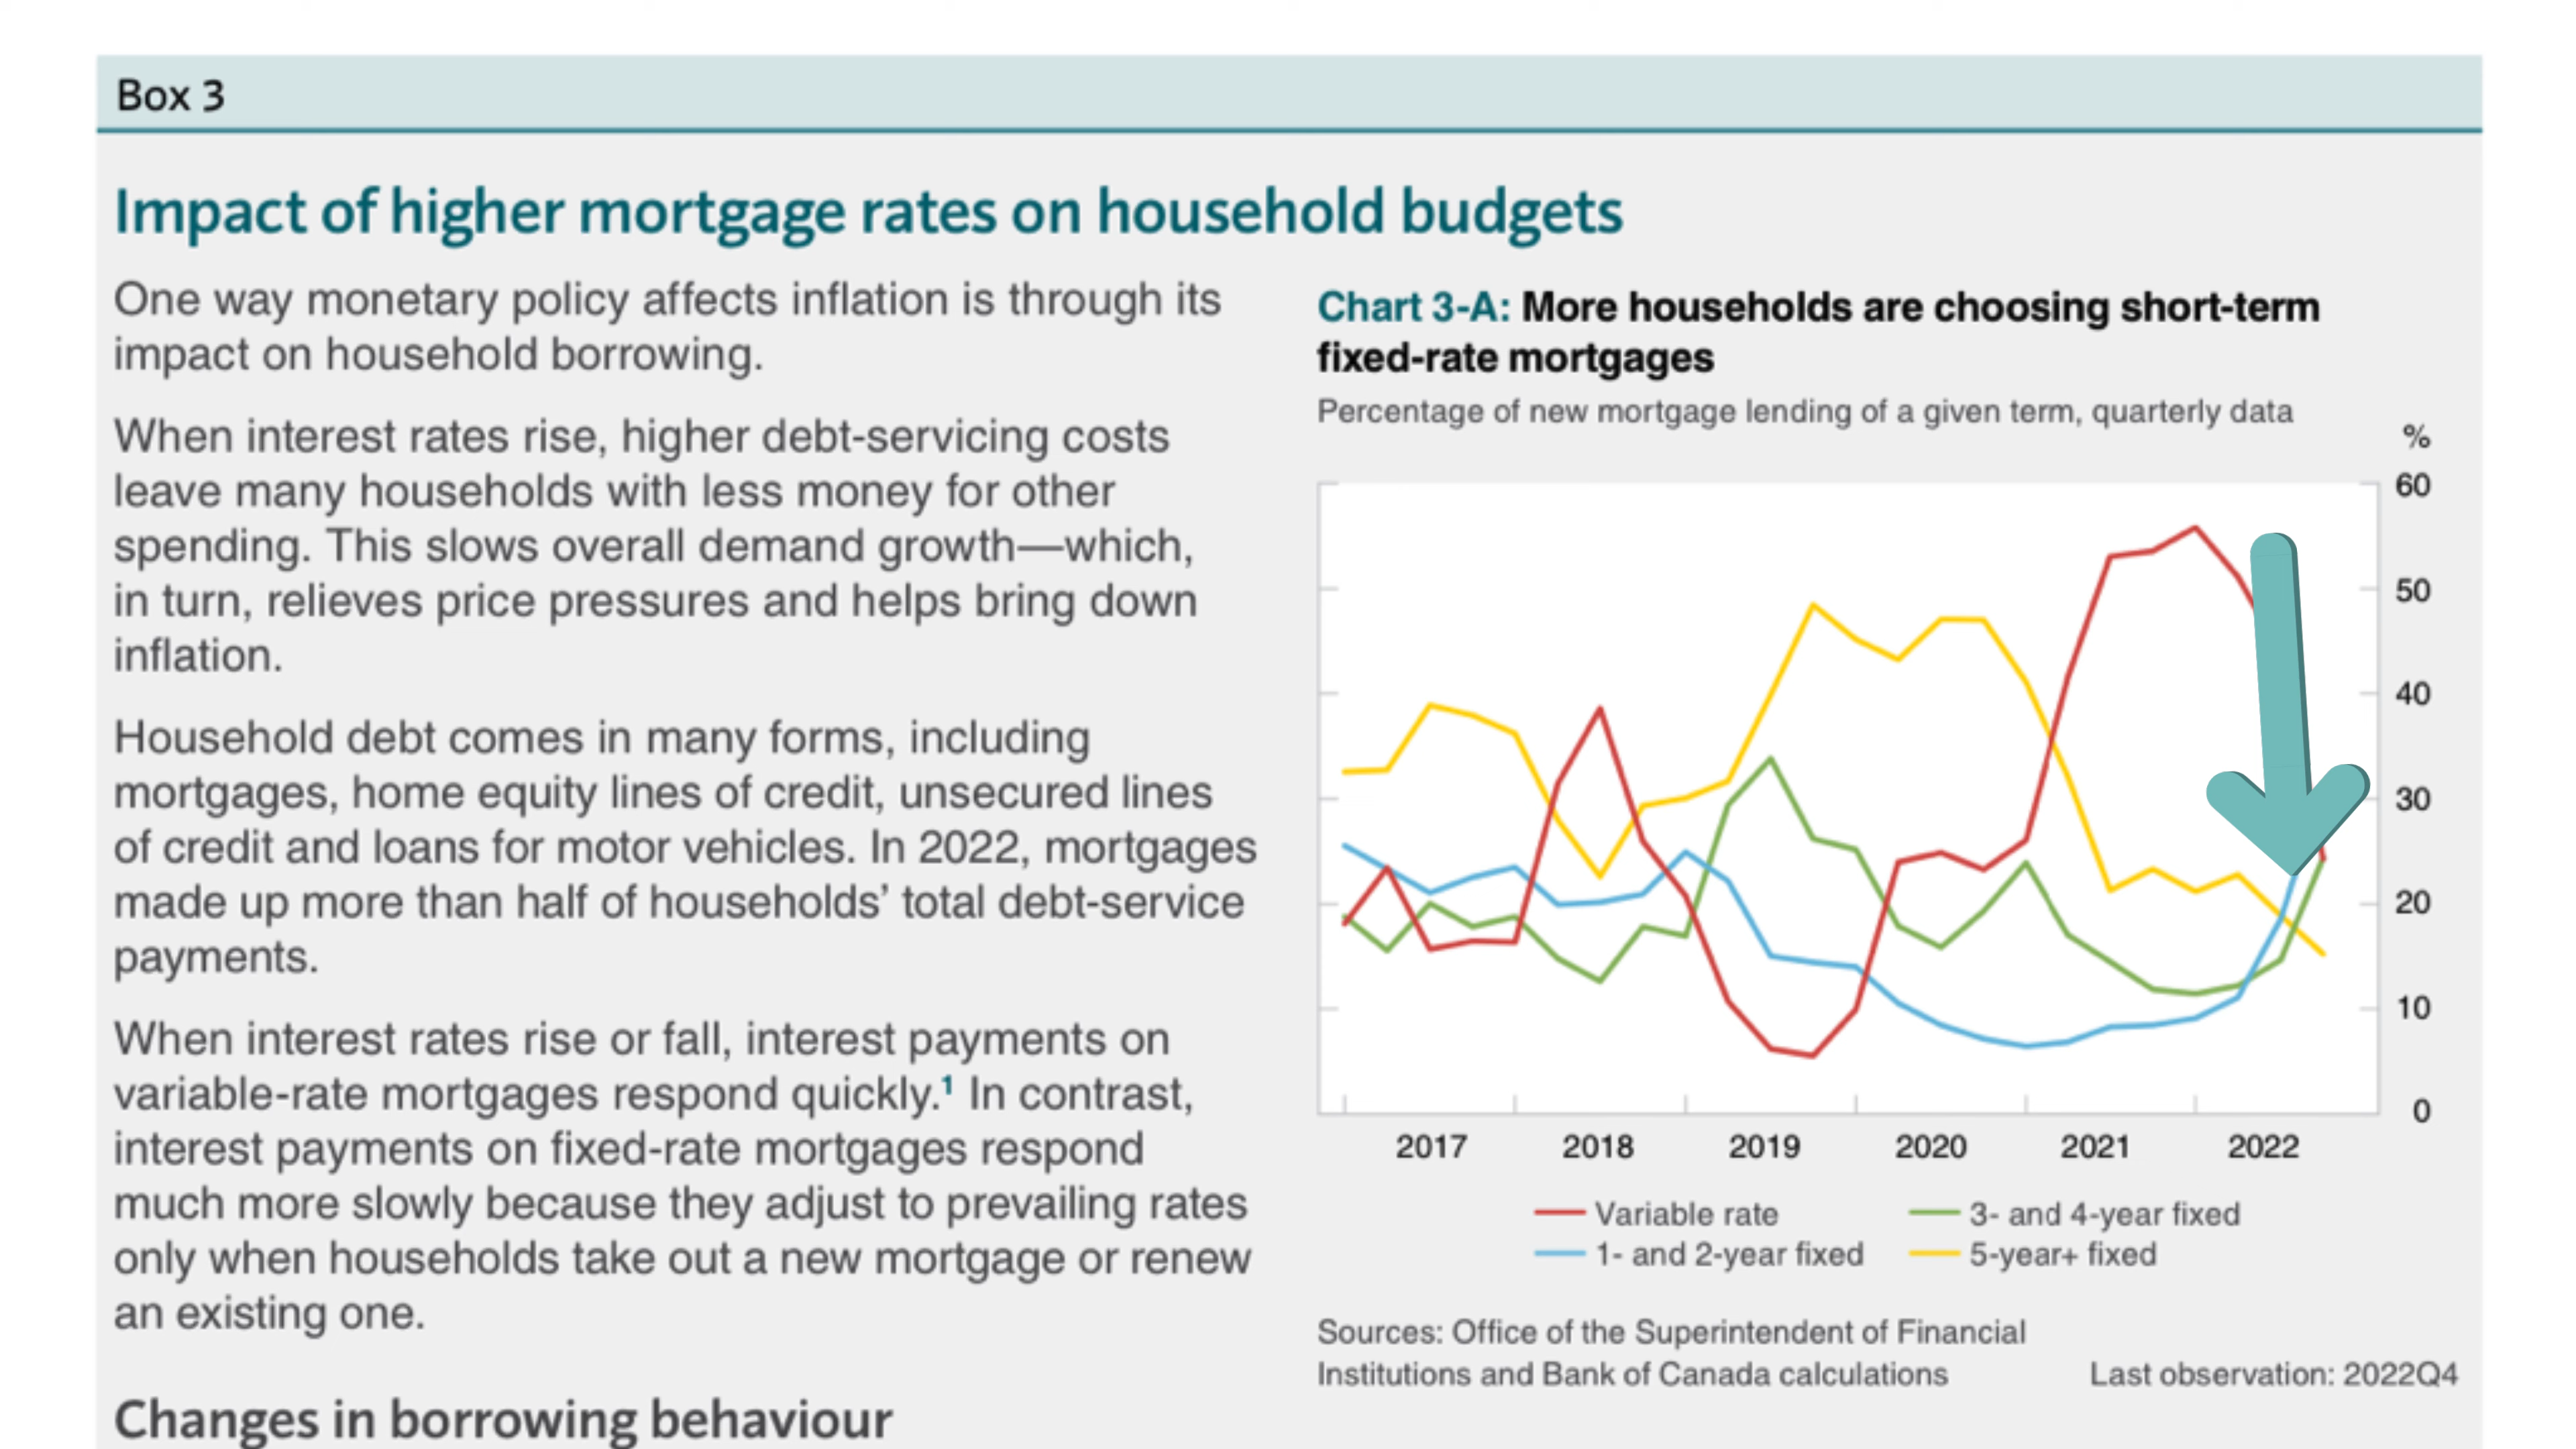 Box 3
Impact of higher mortgage rates on household budgets
One way monetary policy affects inflation is through its
impact on household borrowing.
When interest rates rise, higher debt-servicing costs
leave many households with less money for other
spending. This slows overall demand growth—which,
in turn, relieves price pressures and helps bring down
inflation.
Household debt comes in many forms, including
mortgages, home equity lines of credit, unsecured lines
of credit and loans for motor vehicles. In 2022, mortgages
made up more than half of households’ total debt-service
payments.
When interest rates rise or fall, interest payments on
variable-rate mortgages respond quickly.¹ In contrast,
interest payments on fixed-rate mortgages respond
much more slowly because they adjust to prevailing rates
only when households take out a new mortgage or renew
an existing one.
Changes in borrowing behaviour
Chart 3-A: More households are choosing short-term
fixed-rate mortgages
Percentage of new mortgage lending of a given term, quarterly data
%
60
50
40
30
20
10
0
2017 2018 2019 2020 2021 2022
Variable rate 3- and 4-year fixed
1- and 2-year fixed 5-year+ fixed
Sources: Office of the Superintendent of Financial
Institutions and Bank of Canada calculations Last observation: 2022Q4